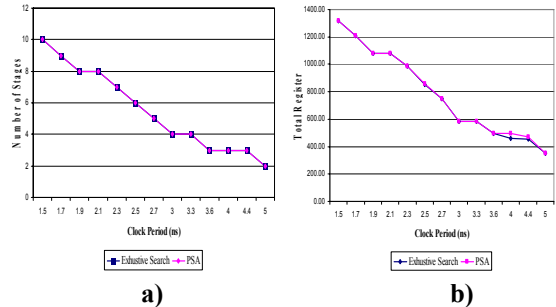 12
10
8
6
4
2
0
Number of Stages
1.5 1.7 1.9 2.1 2.3 2.5 2.7 3 3.3 3.6 4 4.4 5
Clock Period (ns)
Exhustive Search PSA
a)
1400.00
1200.00
1000.00
800.00
600.00
400.00
200.00
0.00
Total Register
1.5 1.7 1.9 2.1 2.3 2.5 2.7 3 3.3 3.6 4 4.4 5
Clock Period (ns)
Exhustive Search PSA
b)